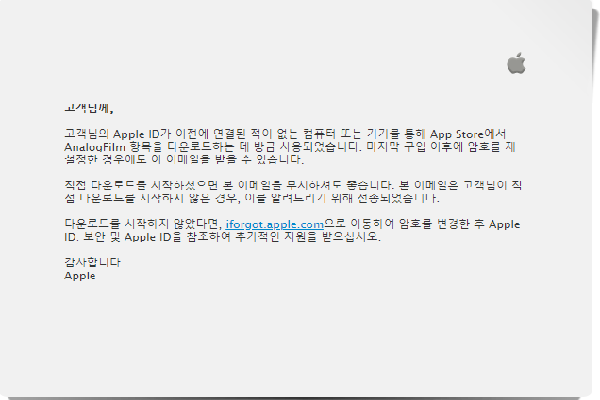 고객님께,
고객님의 Apple ID가 이전에 연결된 적이 없는 컴퓨터 또는 기기를 통해 App Store에서
AnalogFilm 항목을 다운로드하는 데 방금 사용되었습니다. 마지막 구입 이후에 암호를 재
설정한 경우에도 이 이메일을 받을 수 있습니다.
직접 다운로드를 시작하셨으면 본 이메일을 무시하셔도 좋습니다. 본 이메일은 고객님이 직
접 다운로드를 시작하지 않은 경우, 이를 알려드리기 위해 전송되었습니다.
다운로드를 시작하지 않았다면, iforgot.apple.com으로 이동하여 암호를 변경한 후 Apple
ID. 보안 및 Apple ID을 참조하여 추가적인 지원을 받으십시오.
감사합니다
Apple